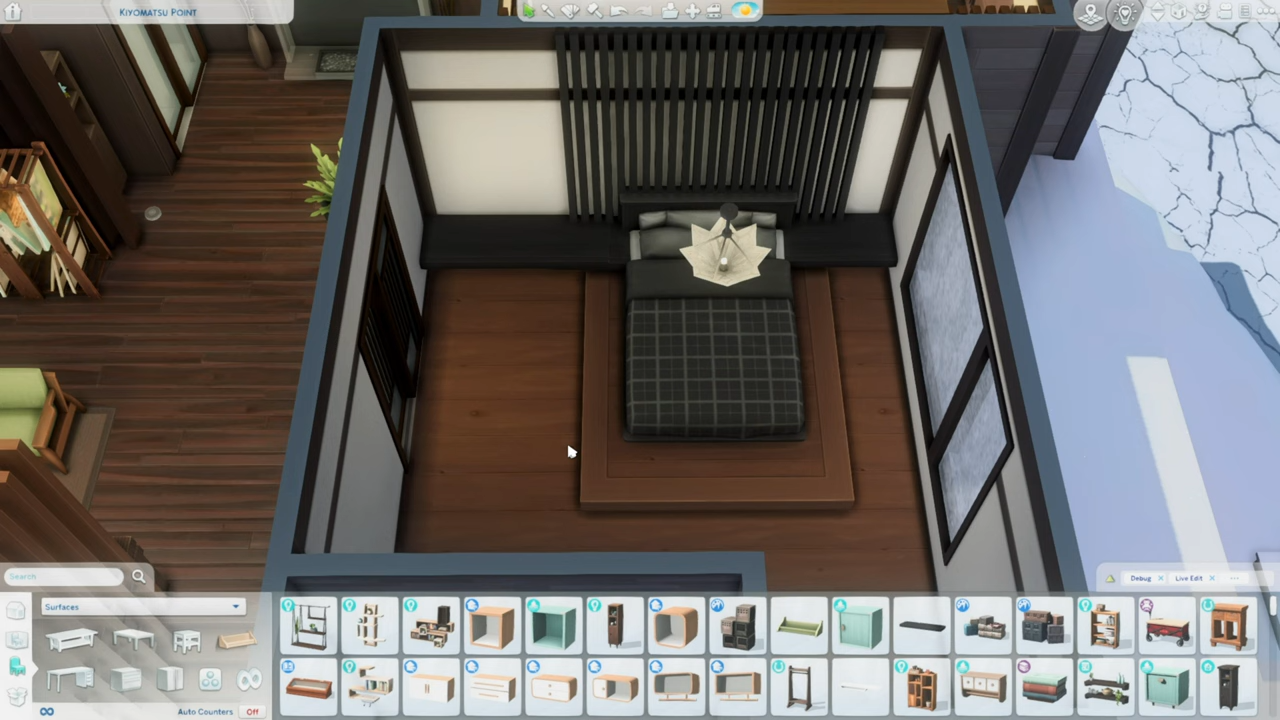 Kiyomatsu Point
Debug
Live Edit
Search
Surfaces
Auto Counters
Off